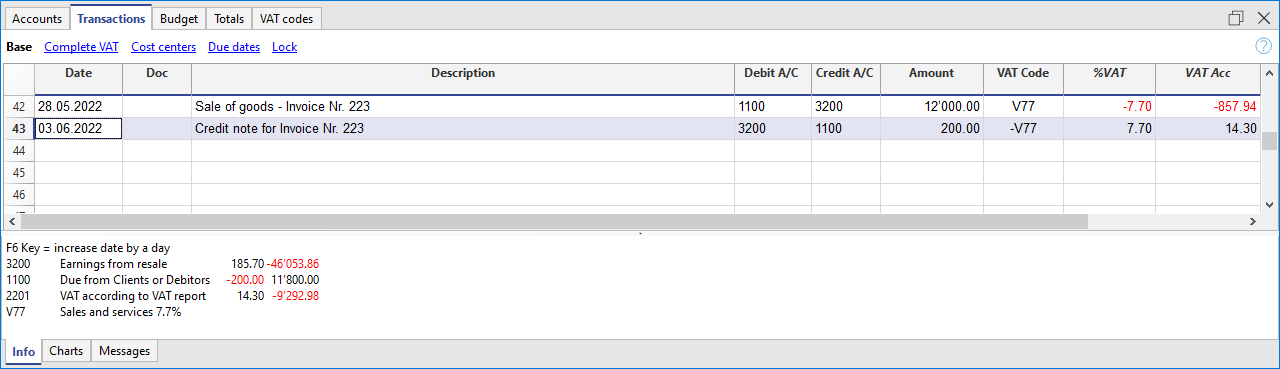 Accounts Transactions Budget Totals VAT codes
Base Complete VAT Cost centers Due dates Lock ?
Date Doc Description Debit A/C Credit A/C Amount VAT Code %VAT VAT Acc
42 28.05.2022 Sale of goods - Invoice Nr. 223 1100 3200 12'000.00 V77 -7.70 -857.94
43 03.06.2022 Credit note for Invoice Nr. 223 3200 1100 200.00 -V77 7.70 14.30
44
45
46
F6 Key = increase date by a day
3200 Earnings from resale 185.70 -46'053.86
1100 Due from Clients or Debitors -200.00 11'800.00
2201 VAT according to VAT report 14.30 -9'292.98
V77 Sales and services 7.7%
Info Charts Messages